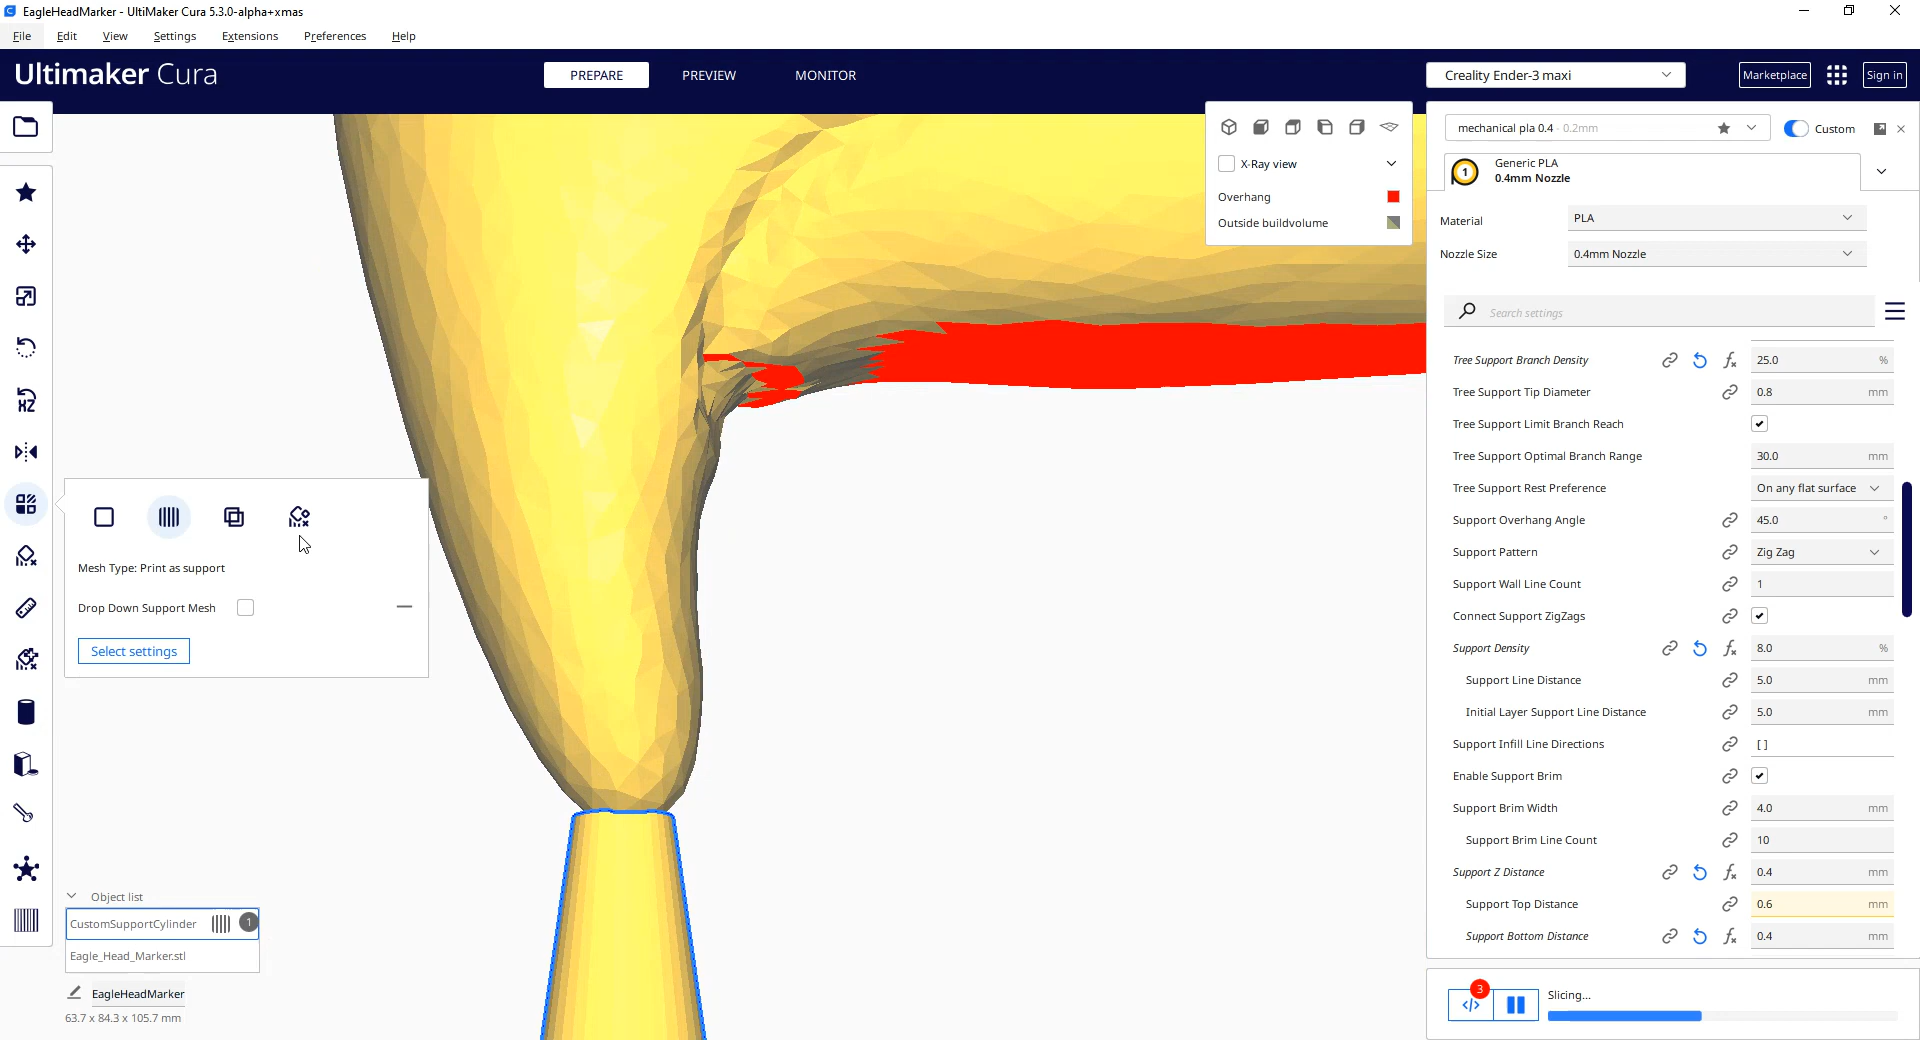 EagleHeadMarker - UltiMaker Cura 5.3.0-alpha+xmas
File Edit View Settings Extensions Preferences Help
Ultimaker Cura
PREPARE
PREVIEW
MONITOR
Creality Ender-3 maxi
Marketplace
Sign in
mechanical pla 0.4 - 0.2mm
Custom
X-Ray view
Overhang
Outside buildvolume
1
Generic PLA
0.4mm Nozzle
Material PLA
Nozzle Size 0.4mm Nozzle
Search settings
Tree Support Branch Density 25.0 %
Tree Support Tip Diameter 0.8 mm
Tree Support Limit Branch Reach
Tree Support Optimal Branch Range 30.0 mm
Tree Support Rest Preference On any flat surface
Support Overhang Angle 45.0 °
Support Pattern Zig Zag
Support Wall Line Count 1
Connect Support ZigZags
Support Density 8.0 %
Support Line Distance 5.0 mm
Initial Layer Support Line Distance 5.0 mm
Support Infill Line Directions [ ]
Enable Support Brim
Support Brim Width 4.0 mm
Support Brim Line Count 10
Support Z Distance 0.4 mm
Support Top Distance 0.6 mm
Support Bottom Distance 0.4 mm
3
Slicing...
XZ
Mesh Type: Print as support
Drop Down Support Mesh
Select settings
Object list
CustomSupportCylinder 1
Eagle_Head_Marker.stl
EagleHeadMarker
63.7 x 84.3 x 105.7 mm